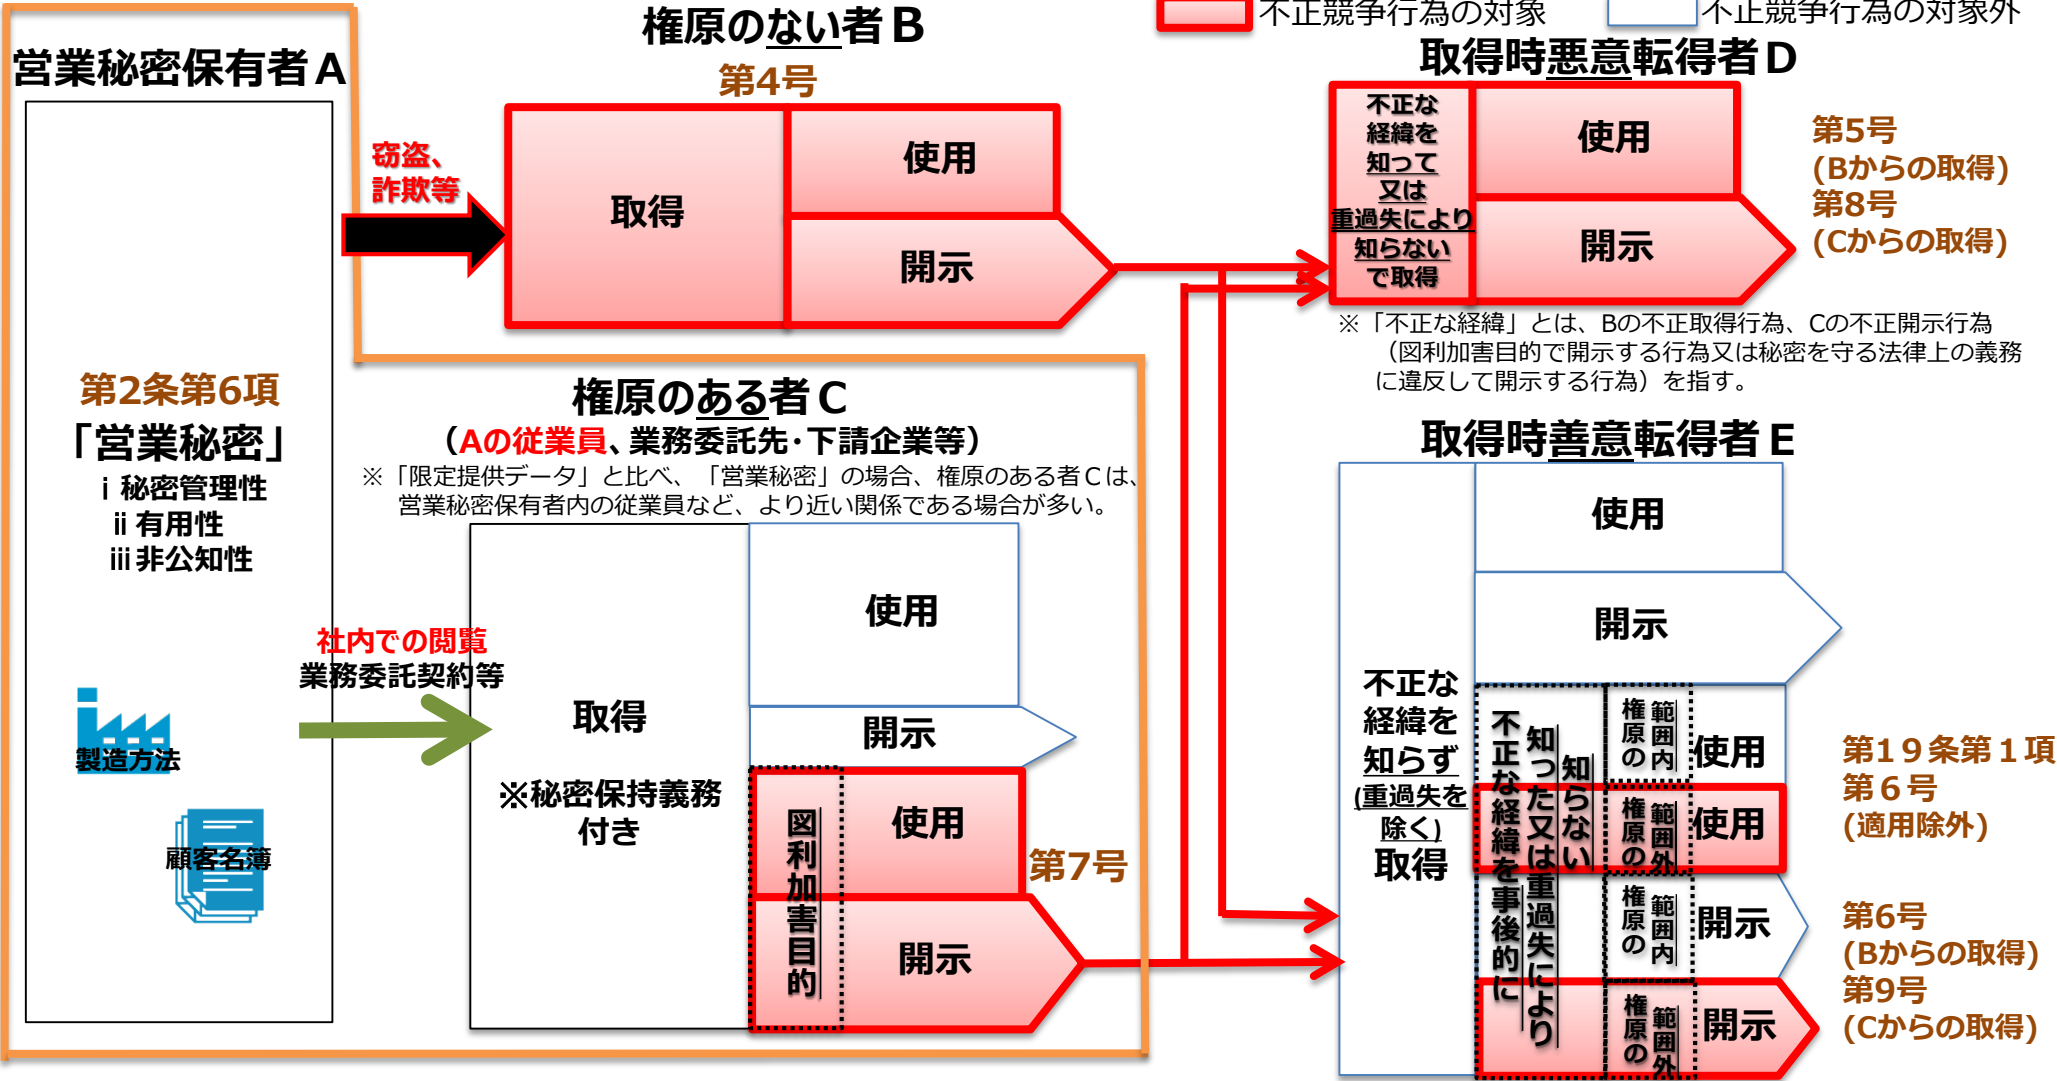 不正競争行為の対象
不正競争行為の対象外
営業秘密保有者A
第2条第6項
「営業秘密」
ⅰ 秘密管理性
ⅱ 有用性
ⅲ 非公知性
製造方法
顧客名簿
窃盗、
詐欺等
社内での閲覧
業務委託契約等
権原のない者B
第4号
取得
使用
開示
権原のある者C
（Aの従業員、業務委託先・下請企業等）
※「限定提供データ」と比べ、「営業秘密」の場合、権原のある者Cは、
営業秘密保有者内の従業員など、より近い関係である場合が多い。
取得
※秘密保持義務
付き
使用
開示
図利加害目的
使用
開示
第7号
取得時悪意転得者D
不正な
経緯を
知って
又は
重過失により
知らない
で取得
使用
開示
第5号
(Bからの取得)
第8号
(Cからの取得)
※「不正な経緯」とは、Bの不正取得行為、Cの不正開示行為
（図利加害目的で開示する行為又は秘密を守る法律上の義務
に違反して開示する行為）を指す。
取得時善意転得者E
不正な
経緯を
知らず
(重過失を
除く)
取得
使用
開示
不正な経緯を事後的に
知った又は重過失により
知らない
権原の
範囲内
使用
権原の
範囲外
使用
権原の
範囲内
開示
権原の
範囲外
開示
第19条第1項
第6号
(適用除外)
第6号
(Bからの取得)
第9号
(Cからの取得)